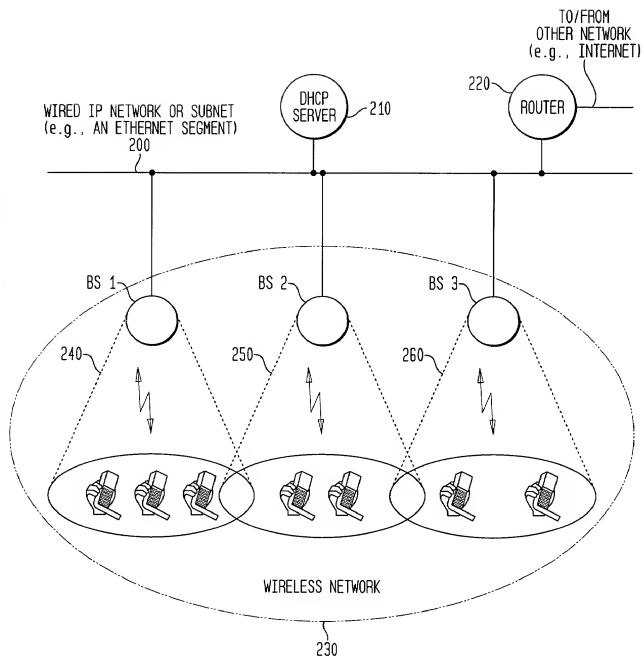 TO/FROM
OTHER NETWORK
(e.g., INTERNET)
220
ROUTER
DHCP
SERVER
210
WIRED IP NETWORK OR SUBNET
(e.g., AN ETHERNET SEGMENT)
200
BS 1
BS 2
BS 3
240
250
260
WIRELESS NETWORK
230